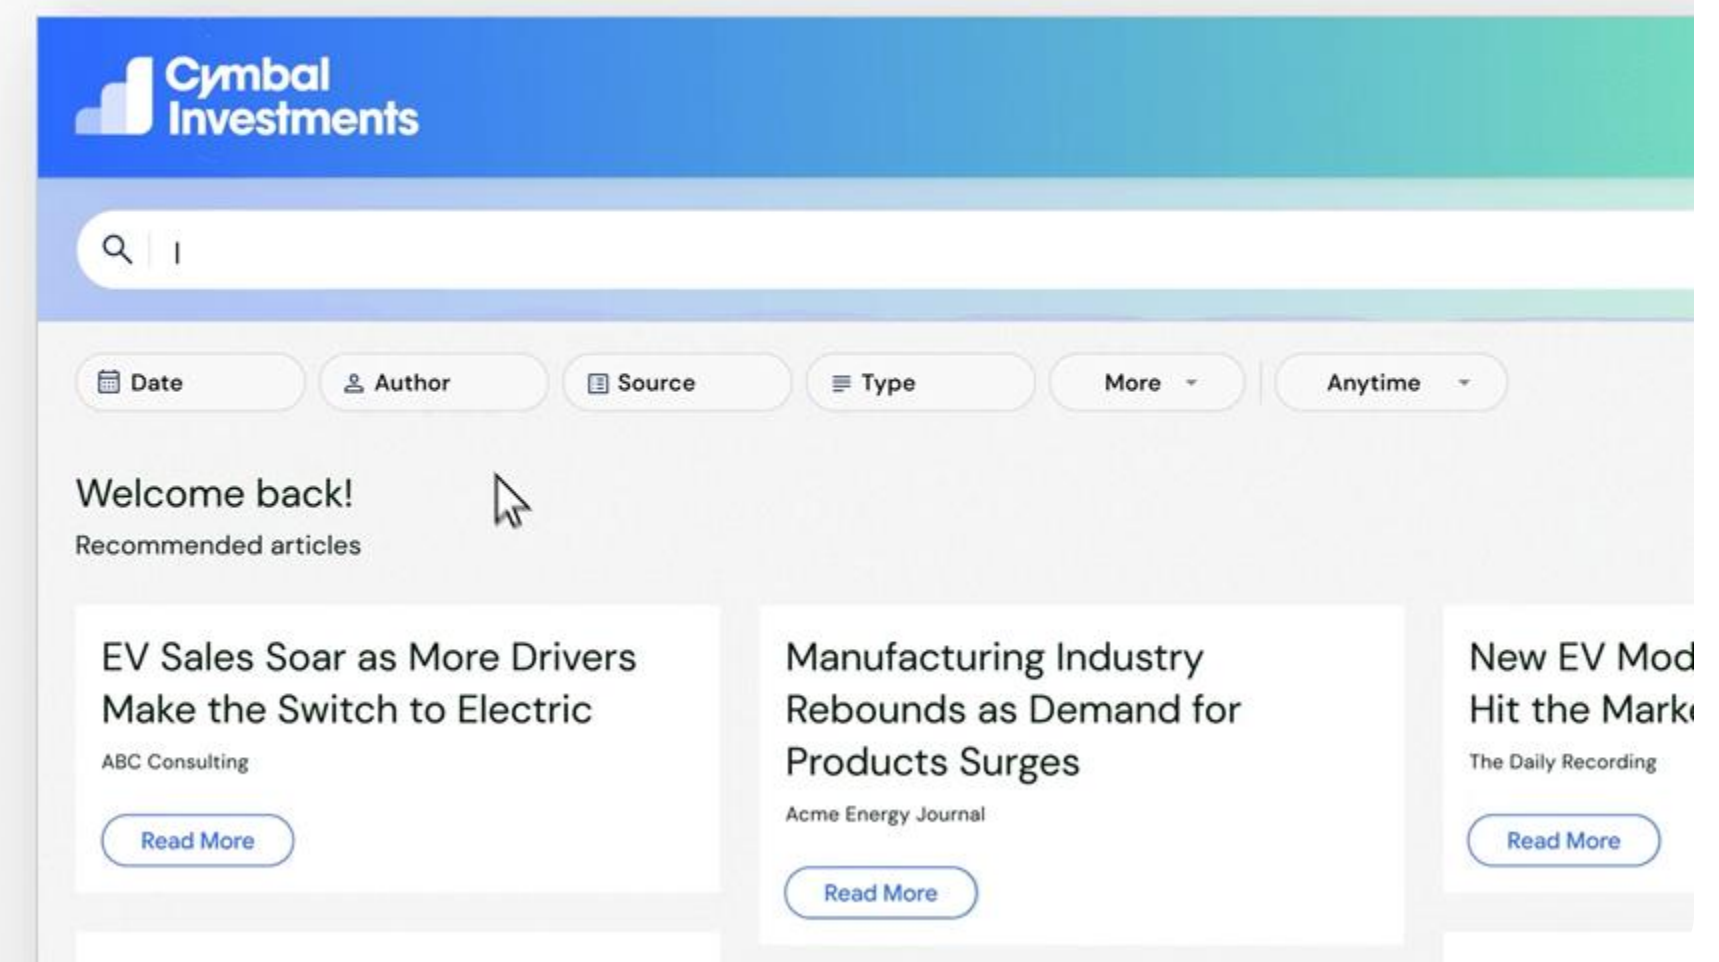 Cymbal
Investments
Date
Author
Source
Type
More
Anytime
Welcome back!
Recommended articles
EV Sales Soar as More Drivers
Make the Switch to Electric
ABC Consulting
Read More
Manufacturing Industry
Rebounds as Demand for
Products Surges
Acme Energy Journal
Read More
New EV Mod
Hit the Mark
The Daily Recording
Read More